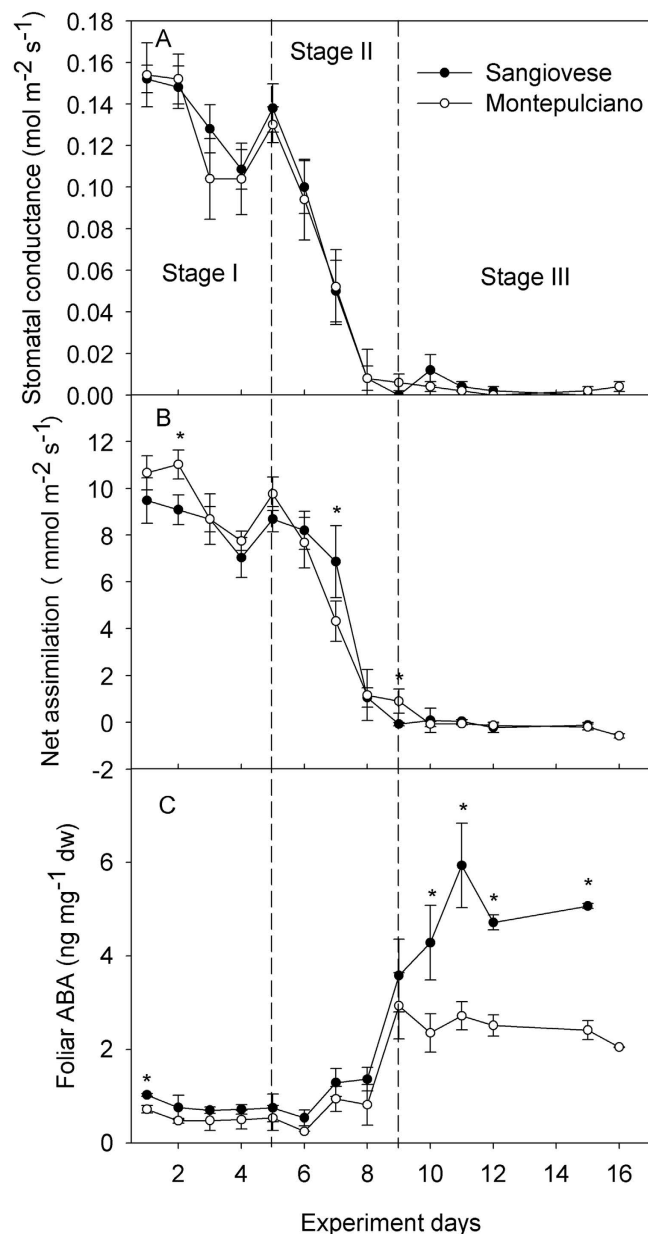 A
Stage II
Sangiovese
Montepulciano
Stage I
Stage III
Stomatal conductance (mol m⁻² s⁻¹)
0.18
0.16
0.14
0.12
0.10
0.08
0.06
0.04
0.02
0.00
B
*
*
*
Net assimilation ( mmol m⁻² s⁻¹)
12
10
8
6
4
2
0
-2
C
*
*
*
*
*
Foliar ABA (ng mg⁻¹ dw)
6
4
2
0
2 4 6 8 10 12 14 16
Experiment days